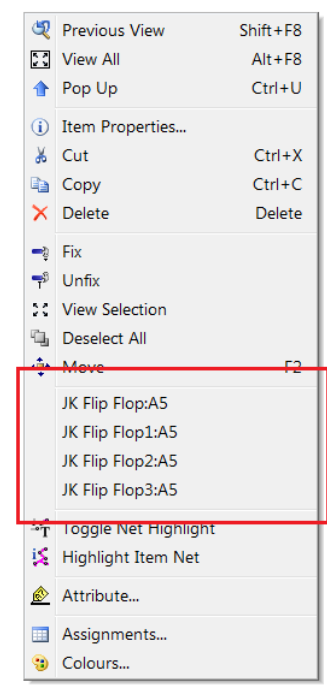 Previous View Shift+F8
View All Alt+F8
Pop Up Ctrl+U
Item Properties...
Cut Ctrl+X
Copy Ctrl+C
Delete Delete
Fix
Unfix
View Selection
Deselect All
Move F2
JK Flip Flop:A5
JK Flip Flop1:A5
JK Flip Flop2:A5
JK Flip Flop3:A5
Toggle Net Highlight
Highlight Item Net
Attribute...
Assignments...
Colours...